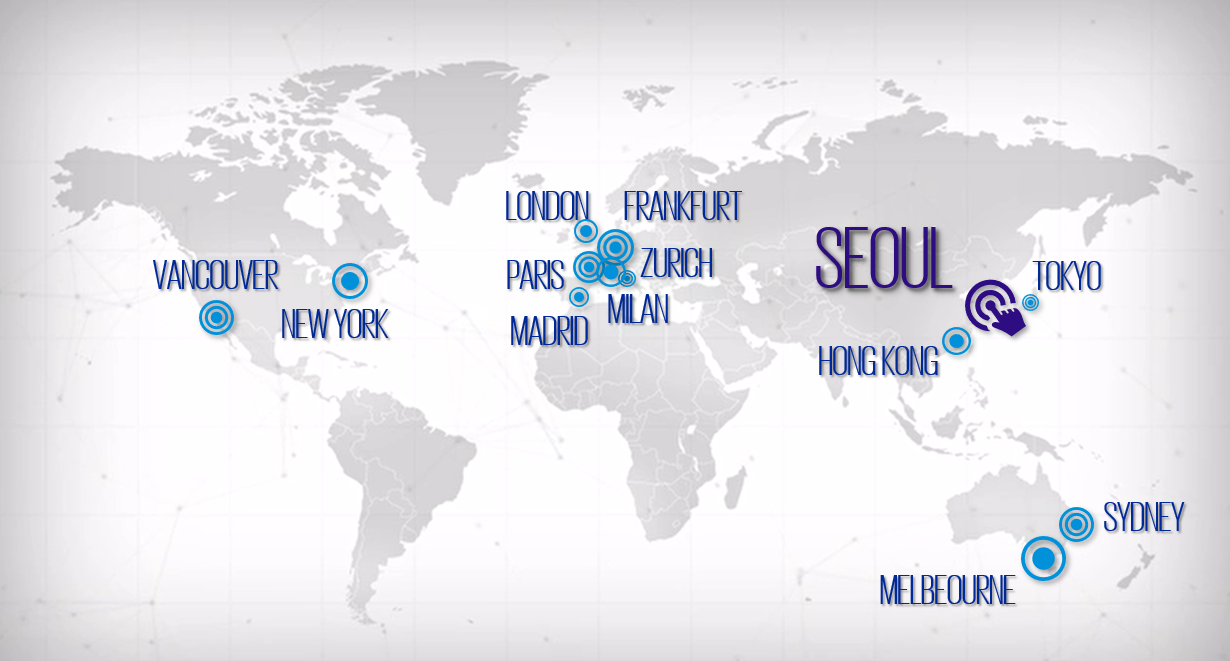 LONDON
FRANKFURT
SEOUL
VANCOUVER
PARIS
ZURICH
TOKYO
NEW YORK
MADRID
MILAN
HONG KONG
SYDNEY
MELBEOURNE